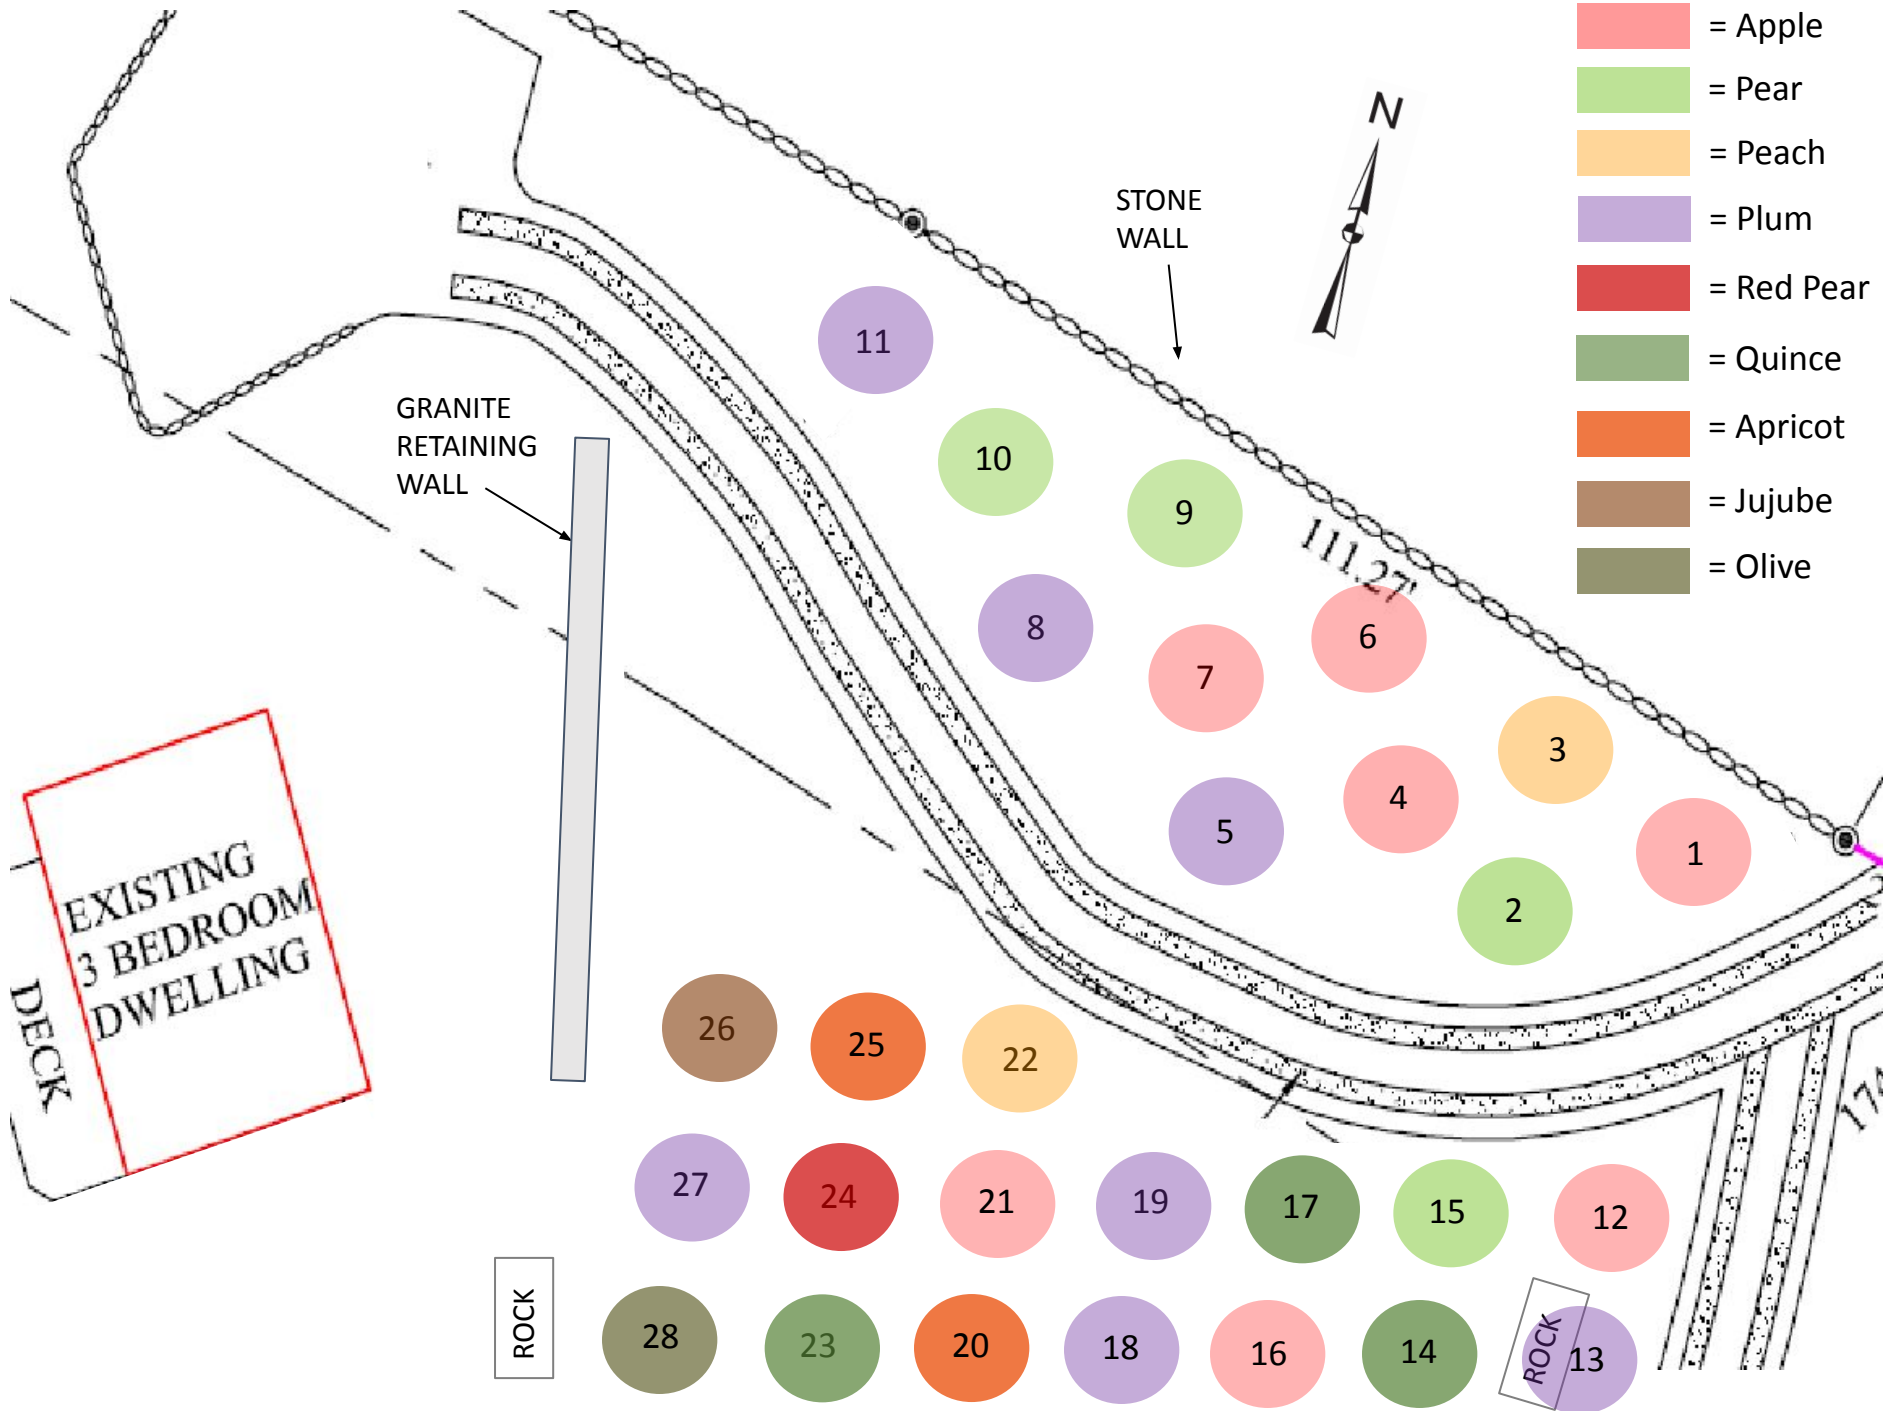 = Apple
= Pear
= Peach
= Plum
= Red Pear
= Quince
= Apricot
= Jujube
= Olive
N
STONE
WALL
GRANITE
RETAINING
WALL
111.27'
11
10
9
8
7
6
5
4
3
2
1
EXISTING
3 BEDROOM
DWELLING
DECK
26
25
22
27
24
21
19
17
15
12
ROCK
28
23
20
18
16
14
ROCK
13